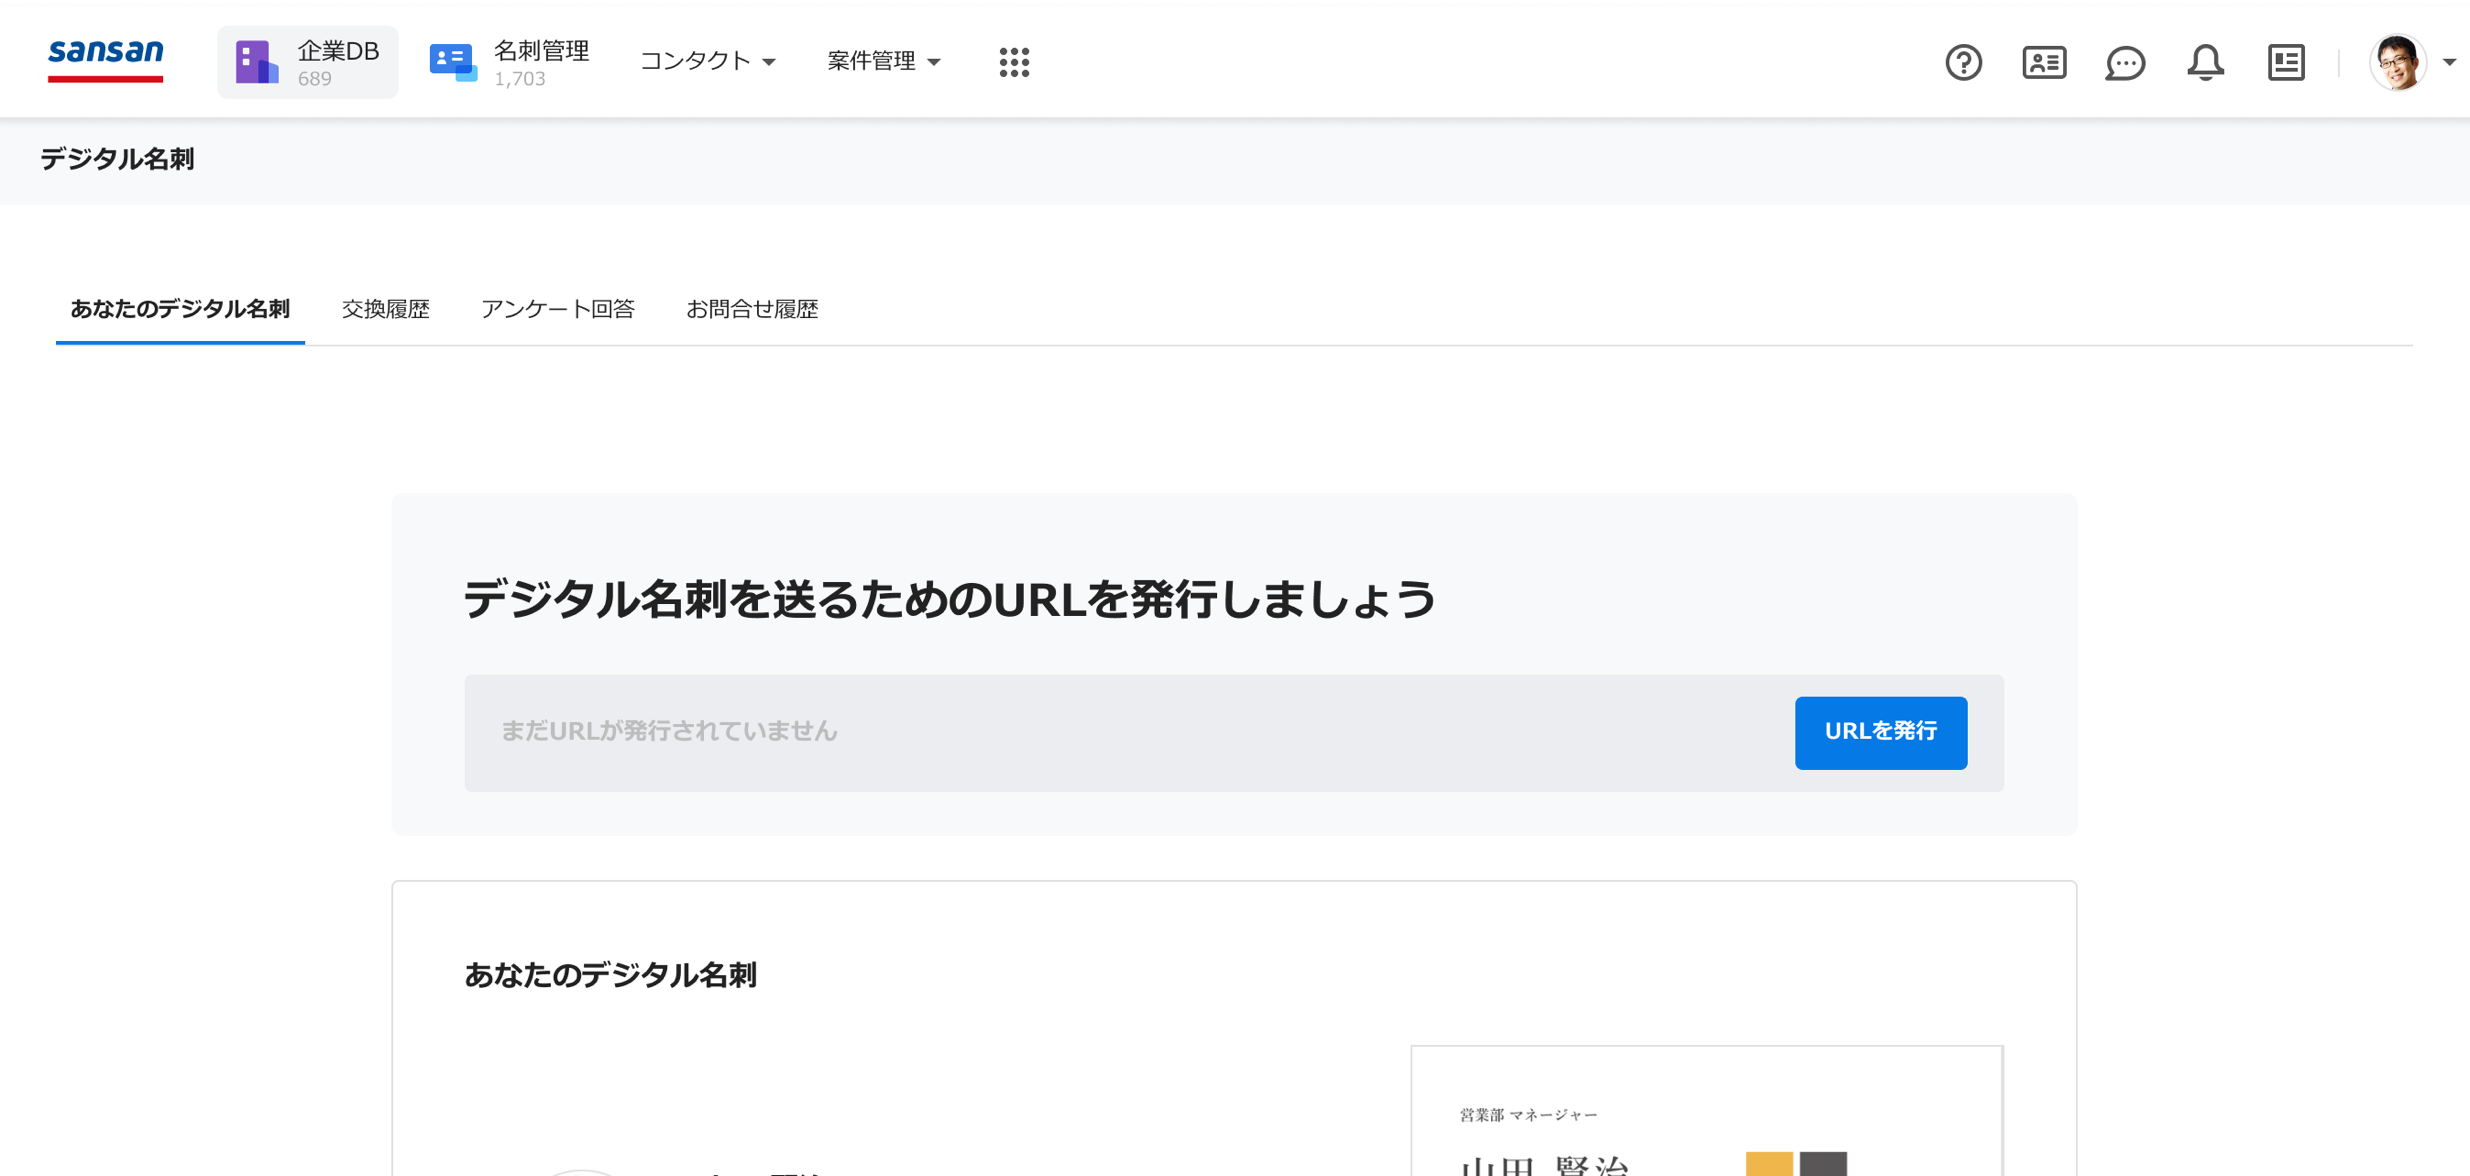 sansan
企業DB
689
名刺管理
1,703
コンタクト
案件管理
デジタル名刺
あなたのデジタル名刺
交換履歴
アンケート回答
お問合せ履歴
デジタル名刺を送るためのURLを発行しましょう
まだURLが発行されていません
URLを発行
あなたのデジタル名刺
営業部 マネージャー
山田 賢治